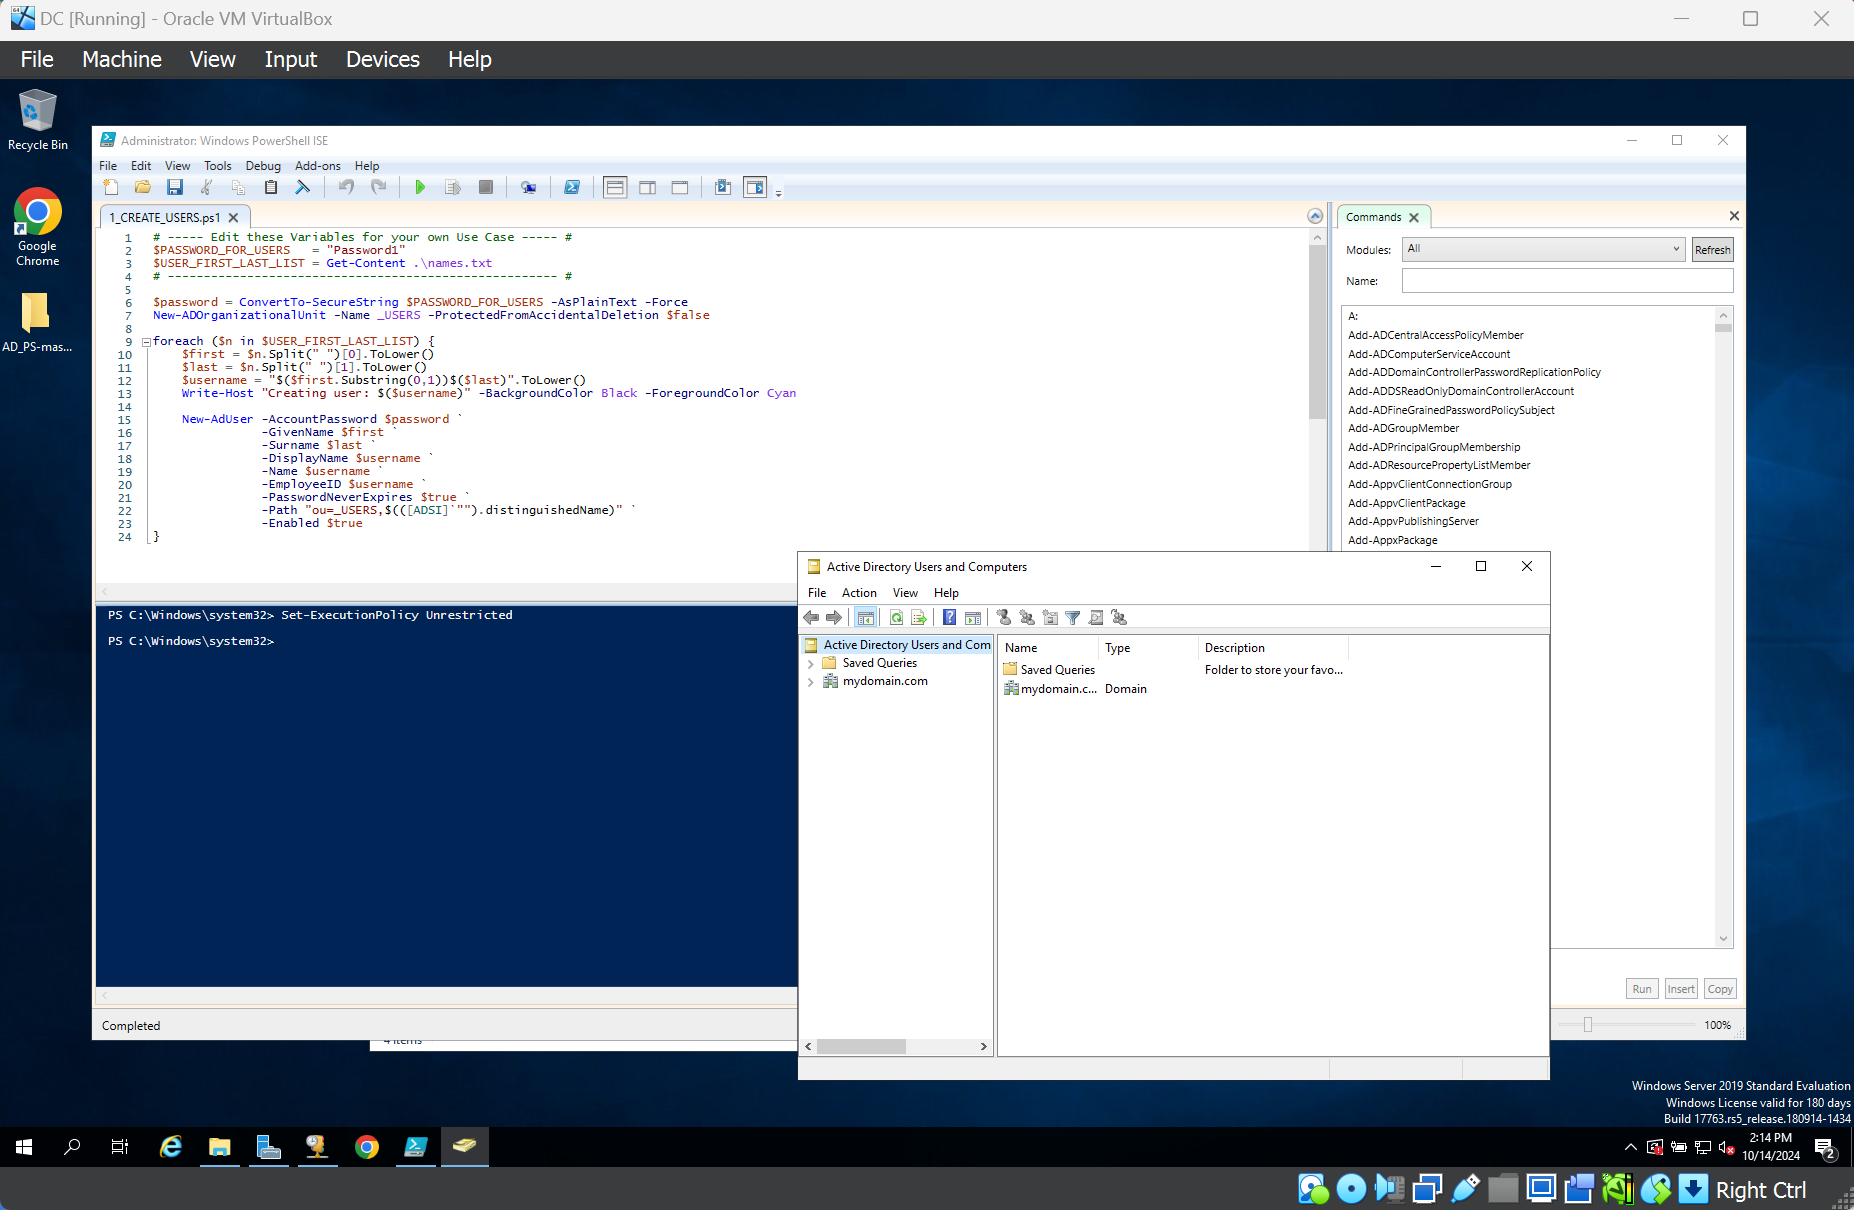 DC [Running] - Oracle VM VirtualBox
File Machine View Input Devices Help
Recycle Bin
Google
Chrome
AD_PS-mas...
Administrator: Windows PowerShell ISE
File Edit View Tools Debug Add-ons Help
1_CREATE_USERS.ps1
1 # ----- Edit these Variables for your own Use Case ----- #
2 $PASSWORD_FOR_USERS   = "Password1"
3 $USER_FIRST_LAST_LIST = Get-Content .\names.txt
4 # ------------------------------------------------------ #
5
6 $password = ConvertTo-SecureString $PASSWORD_FOR_USERS -AsPlainText -Force
7 New-ADOrganizationalUnit -Name _USERS -ProtectedFromAccidentalDeletion $false
8
9 foreach ($n in $USER_FIRST_LAST_LIST) {
10     $first = $n.Split(" ")[0].ToLower()
11     $last = $n.Split(" ")[1].ToLower()
12     $username = "$($first.Substring(0,1))$($last)".ToLower()
13     Write-Host "Creating user: $($username)" -BackgroundColor Black -ForegroundColor Cyan
14
15     New-AdUser -AccountPassword $password `
16                -GivenName $first `
17                -Surname $last `
18                -DisplayName $username `
19                -Name $username `
20                -EmployeeID $username `
21                -PasswordNeverExpires $true `
22                -Path "ou=_USERS,$(([ADSI]`"").distinguishedName)" `
23                -Enabled $true
24 }
PS C:\Windows\system32> Set-ExecutionPolicy Unrestricted
PS C:\Windows\system32>
Completed
4 items
Commands
Modules: All Refresh
Name:
A:
Add-ADCentralAccessPolicyMember
Add-ADComputerServiceAccount
Add-ADDomainControllerPasswordReplicationPolicy
Add-ADDSReadOnlyDomainControllerAccount
Add-ADFineGrainedPasswordPolicySubject
Add-ADGroupMember
Add-ADPrincipalGroupMembership
Add-ADResourcePropertyListMember
Add-AppvClientConnectionGroup
Add-AppvClientPackage
Add-AppvPublishingServer
Add-AppxPackage
Run Insert Copy
100%
Active Directory Users and Computers
File Action View Help
Active Directory Users and Com
Saved Queries
mydomain.com
Name Type Description
Saved Queries Folder to store your favo...
mydomain.c... Domain
Windows Server 2019 Standard Evaluation
Windows License valid for 180 days
Build 17763.rs5_release.180914-1434
2:14 PM
10/14/2024
2
Right Ctrl